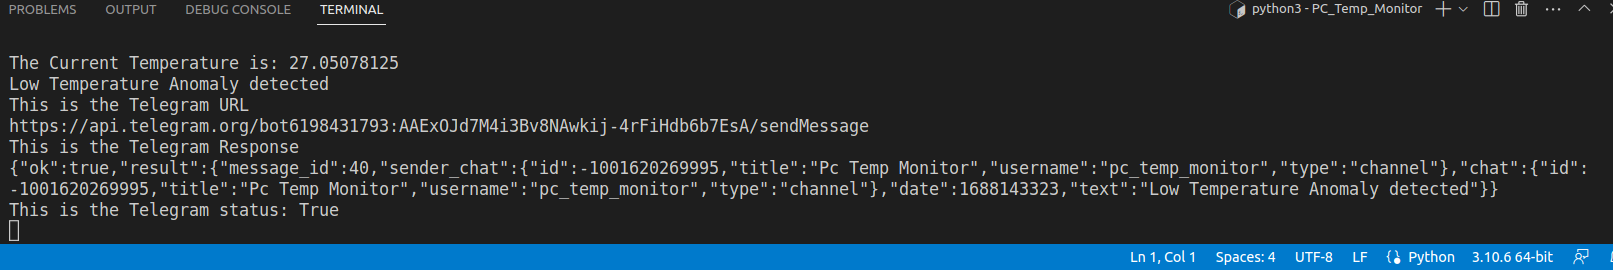 PROBLEMS OUTPUT DEBUG CONSOLE TERMINAL python3 - PC_Temp_Monitor
The Current Temperature is: 27.05078125
Low Temperature Anomaly detected
This is the Telegram URL
https://api.telegram.org/bot6198431793:AAExOJd7M4i3Bv8NAwkij-4rFiHdb6b7EsA/sendMessage
This is the Telegram Response
{"ok":true,"result":{"message_id":40,"sender_chat":{"id":-1001620269995,"title":"Pc Temp Monitor","username":"pc_temp_monitor","type":"channel"},"chat":{"id":
-1001620269995,"title":"Pc Temp Monitor","username":"pc_temp_monitor","type":"channel"},"date":1688143323,"text":"Low Temperature Anomaly detected"}}
This is the Telegram status: True
Ln 1, Col 1 Spaces: 4 UTF-8 LF Python 3.10.6 64-bit